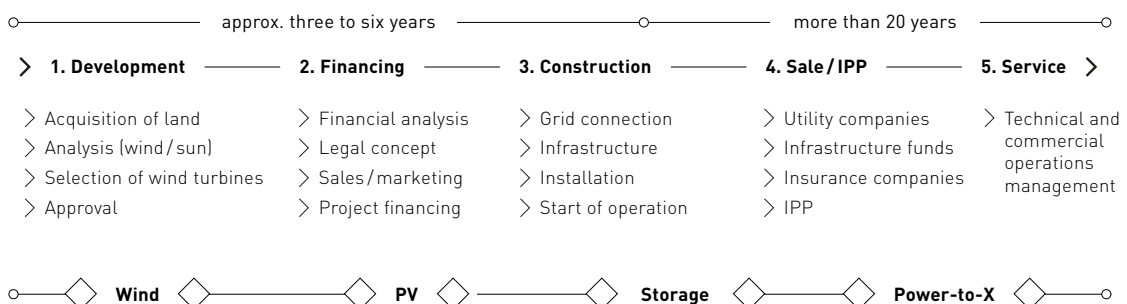 approx. three to six years more than 20 years
1. Development 2. Financing 3. Construction 4. Sale/IPP 5. Service
Acquisition of land
Analysis (wind/sun)
Selection of wind turbines
Approval
Financial analysis
Legal concept
Sales/marketing
Project financing
Grid connection
Infrastructure
Installation
Start of operation
Utility companies
Infrastructure funds
Insurance companies
IPP
Technical and
commercial
operations
management
Wind PV Storage Power-to-X